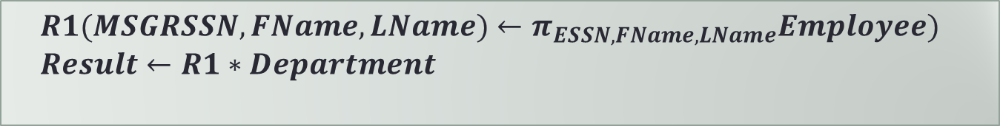 R1(MSGRSSN, FName, LName) ← π_{ESSN,FName,LName}Employee)
Result ← R1 * Department